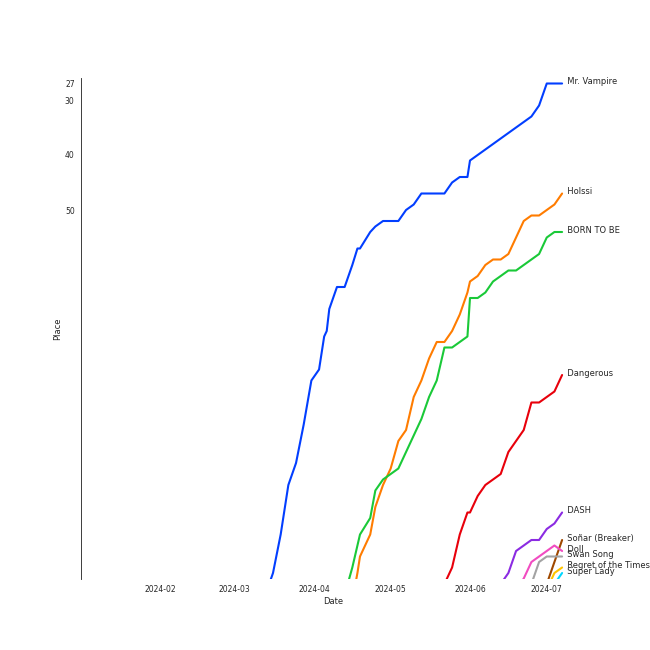 27
30
40
50
Place
Mr. Vampire
Holssi
BORN TO BE
Dangerous
DASH
Soñar (Breaker)
Doll
Swan Song
Regret of the Times
Super Lady
2024-02 2024-03 2024-04 2024-05 2024-06 2024-07
Date